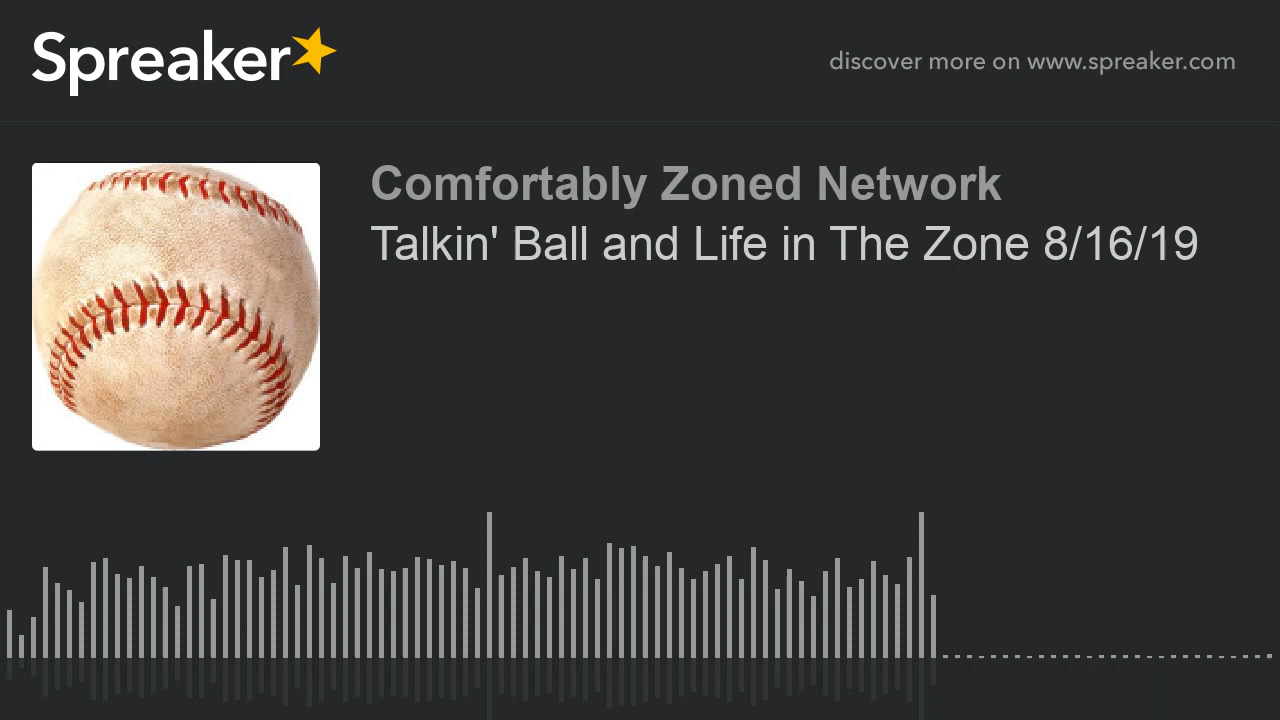 Spreaker
discover more on www.spreaker.com
Comfortably Zoned Network
Talkin' Ball and Life in The Zone 8/16/19